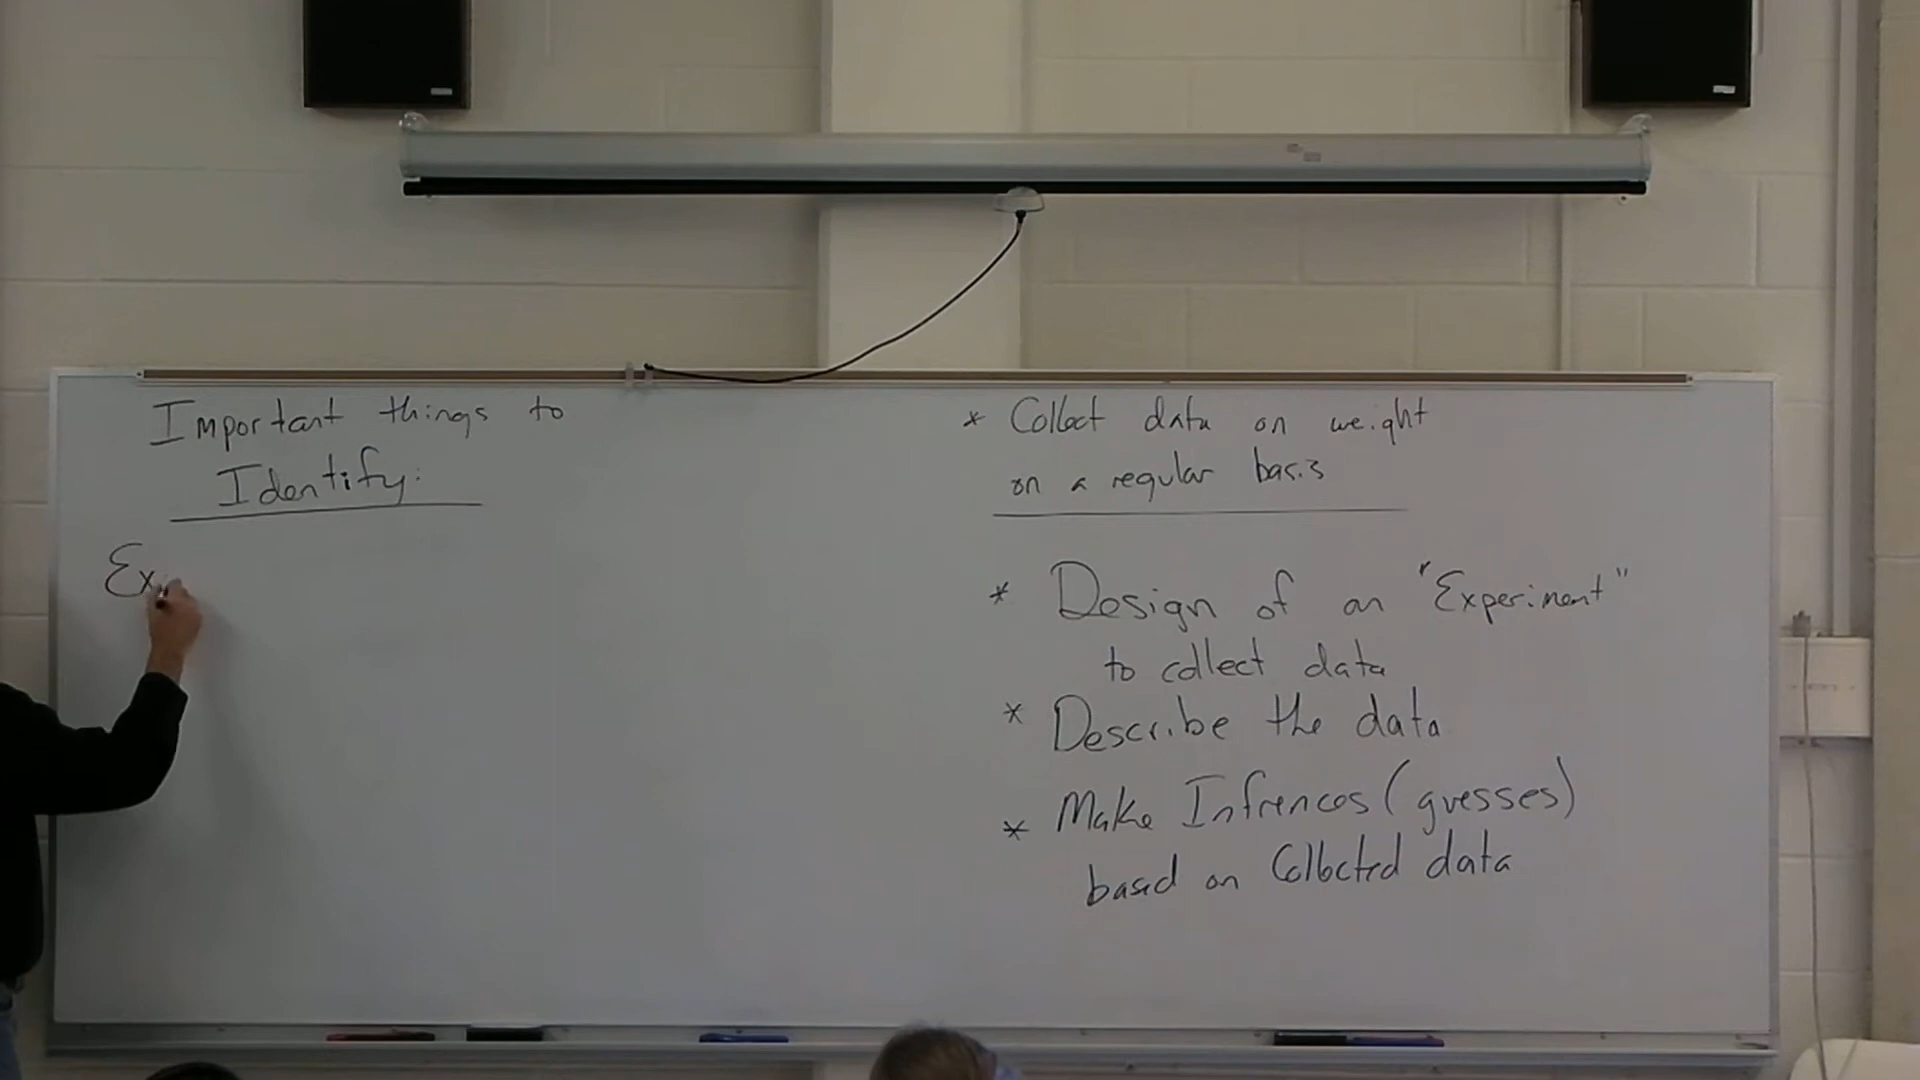 Important things to
Identify:
Ex
* Collect data on weight
on a regular basis
* Design of an "Experiment"
to collect data
* Describe the data
* Make Infrences (guesses)
based on Collected data